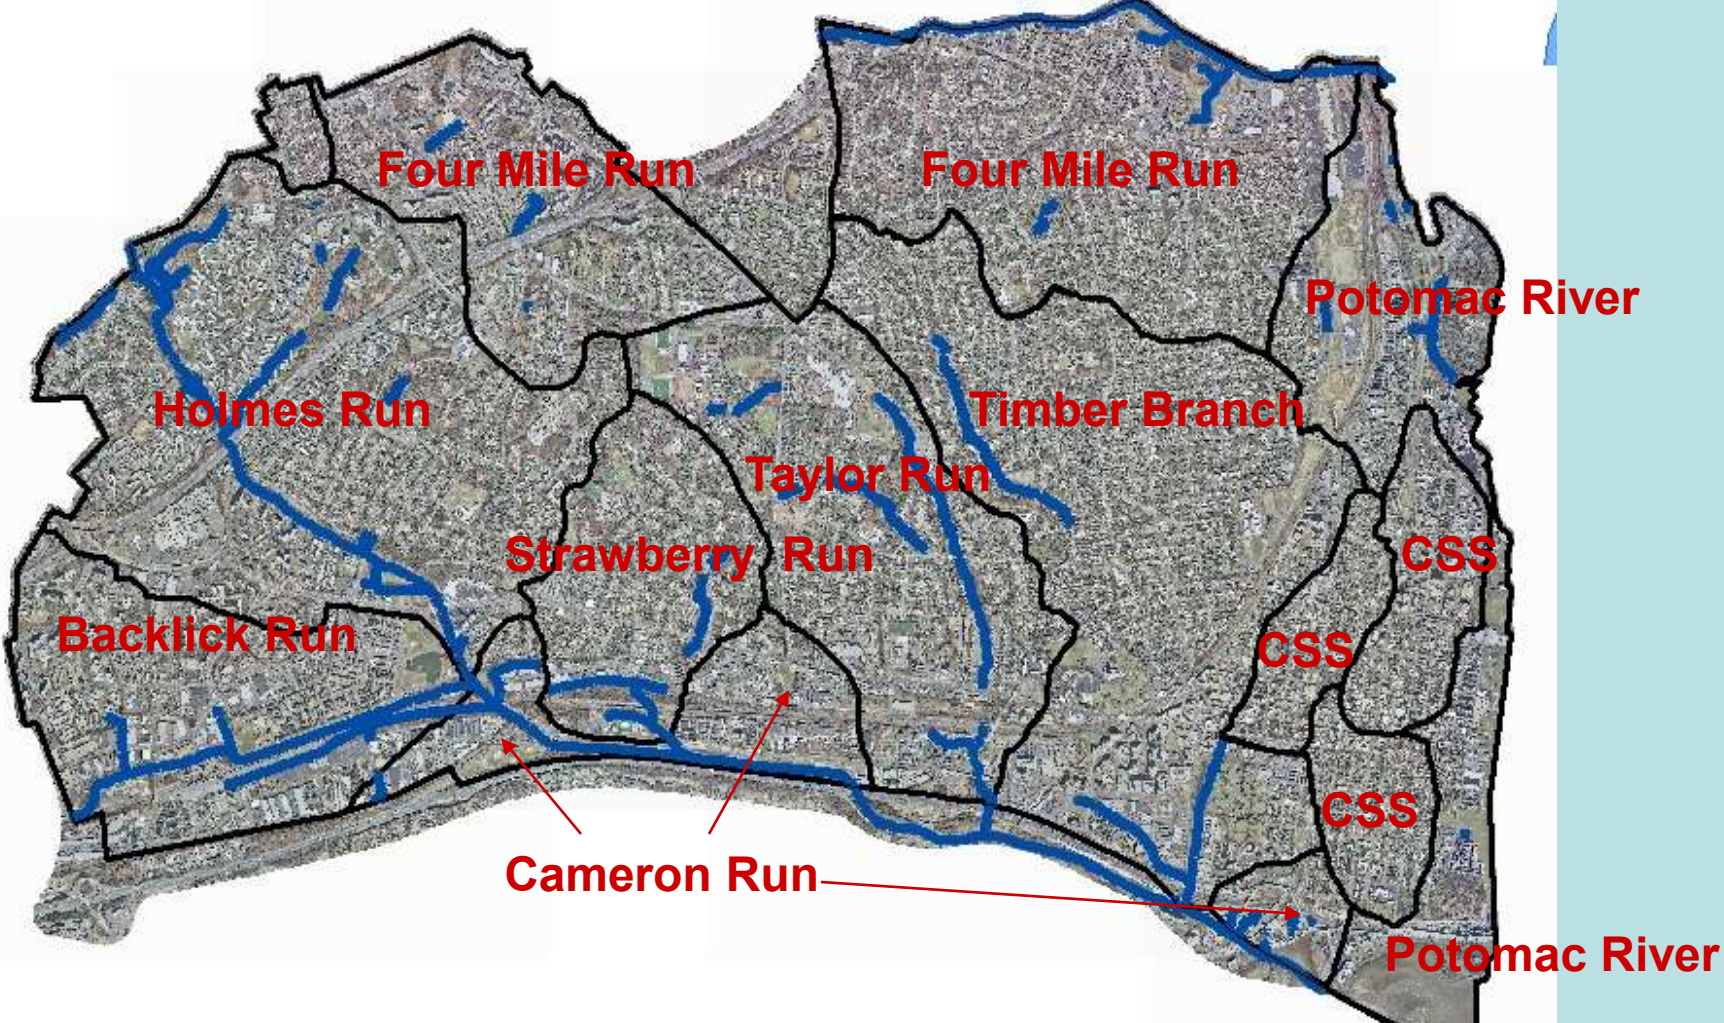 Four Mile Run
Four Mile Run
Potomac River
Holmes Run
Timber Branch
Taylor Run
Strawberry Run
CSS
Backlick Run
CSS
CSS
Cameron Run
Potomac River